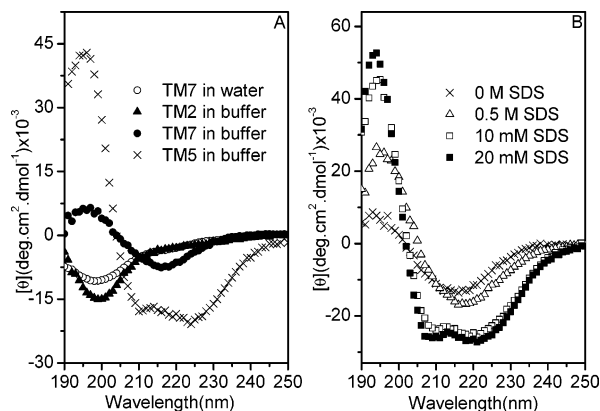 A
[θ](deg.cm².dmol⁻¹)x10⁻³
45
30
15
0
-15
-30
TM7 in water
TM2 in buffer
TM7 in buffer
TM5 in buffer
190 200 210 220 230 240 250
Wavelength(nm)
B
[θ](deg.cm².dmol⁻¹)x10⁻³
60
40
20
0
-20
0 M SDS
0.5 M SDS
10 mM SDS
20 mM SDS
190 200 210 220 230 240 250
Wavelength(nm)